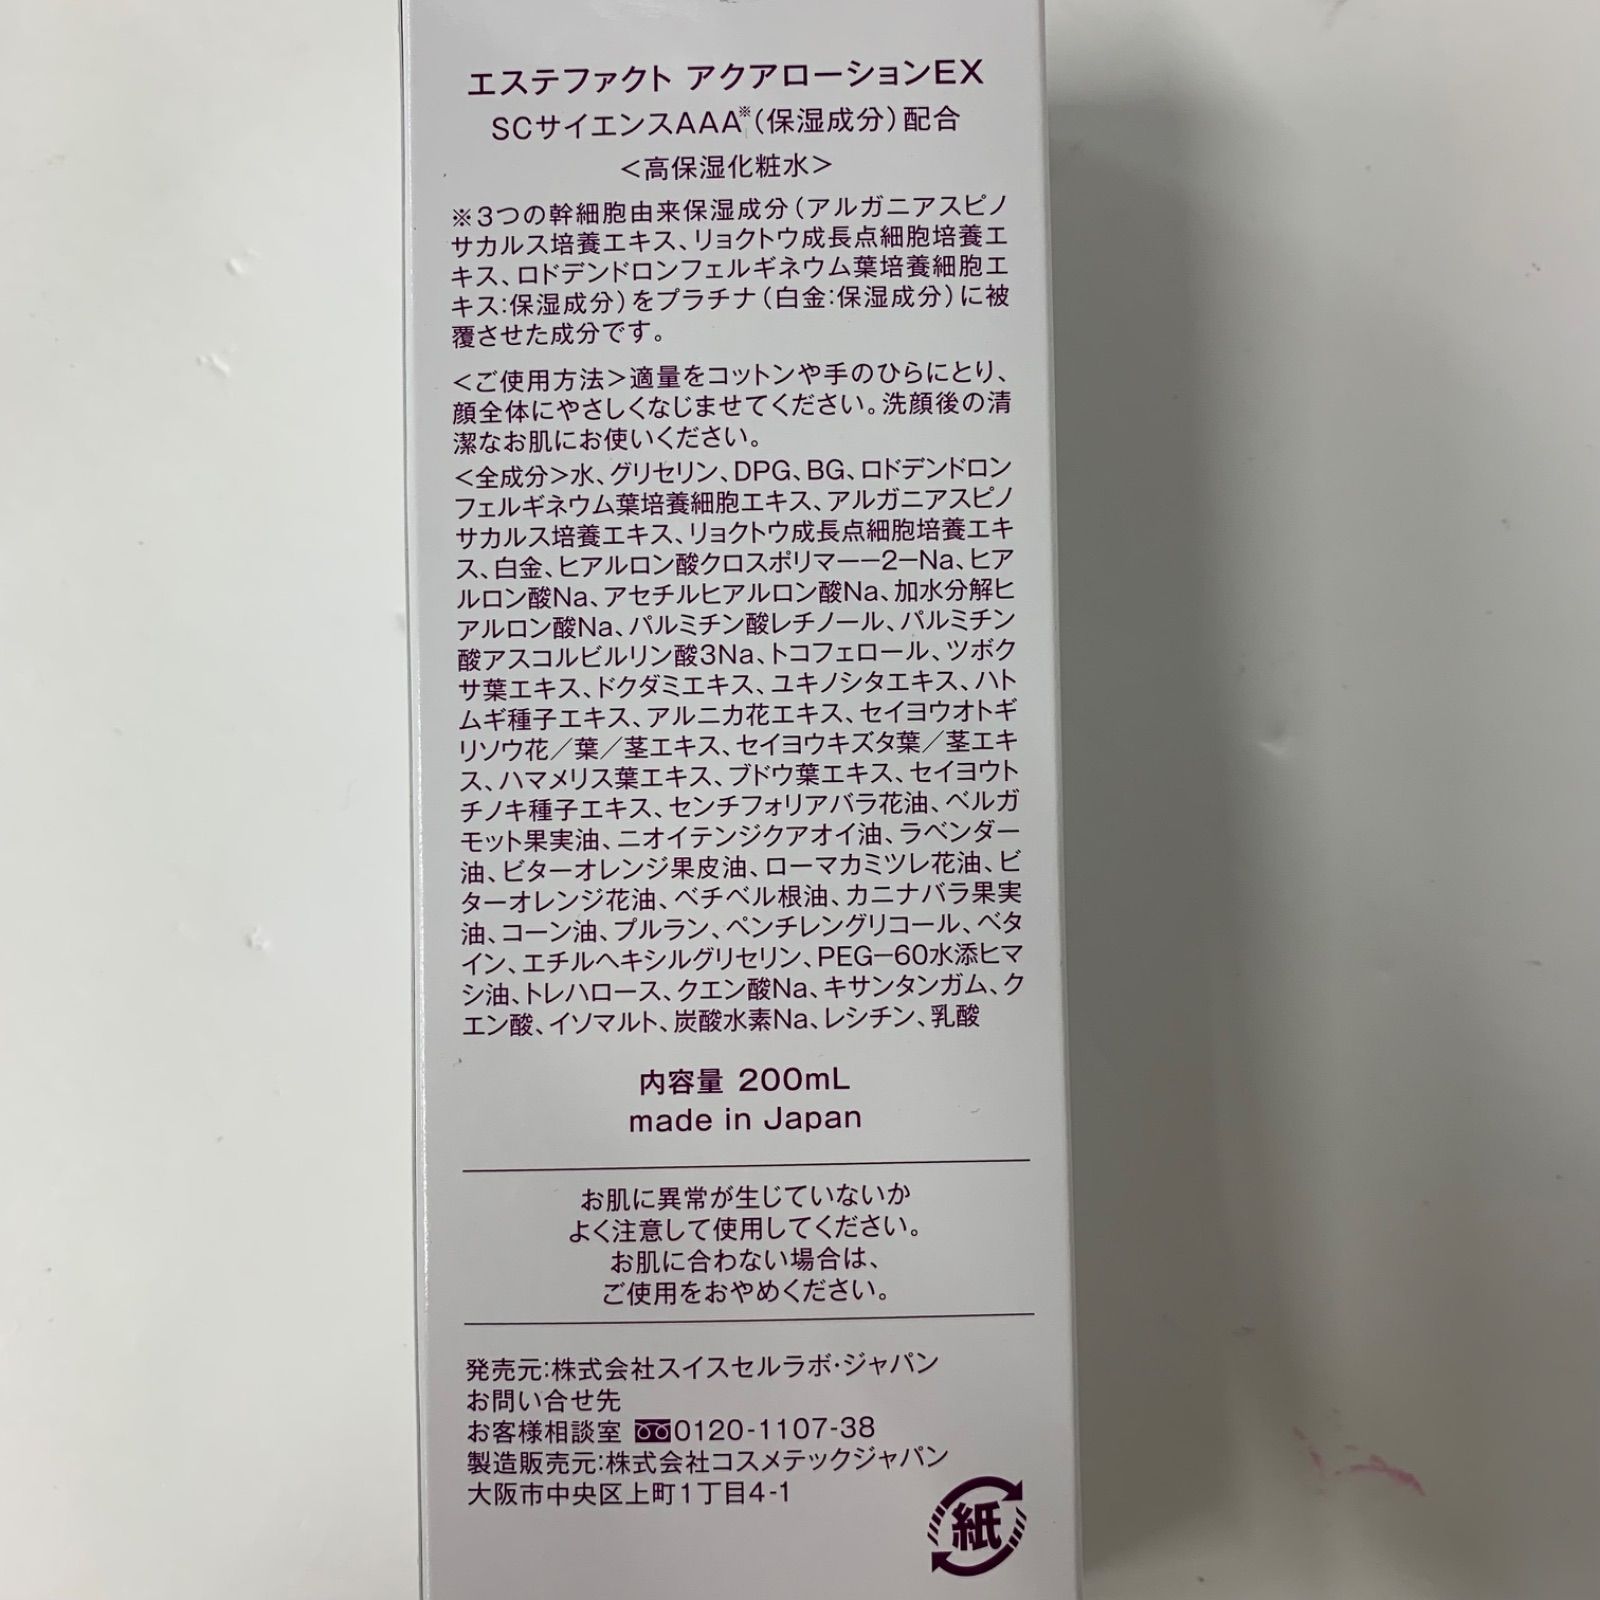 エステファクト アクアローションEX
SCサイエンスAAA※(保湿成分)配合
<高保湿化粧水>
※3つの幹細胞由来保湿成分(アルガニアスピノ
サカルス培養エキス、リョクトウ成長点細胞培養エ
キス、ロドデンドロンフェルギネウム葉培養細胞エ
キス:保湿成分)をプラチナ(白金:保湿成分)に被
覆させた成分です。
<ご使用方法>適量をコットンや手のひらにとり、
顔全体にやさしくなじませてください。洗顔後の清
潔なお肌にお使いください。
<全成分>水、グリセリン、DPG、BG、ロドデンドロン
フェルギネウム葉培養細胞エキス、アルガニアスピノ
サカルス培養エキス、リョクトウ成長点細胞培養エキ
ス、白金、ヒアルロン酸クロスポリマーー2ーNa、ヒア
ルロン酸Na、アセチルヒアルロン酸Na、加水分解ヒ
アルロン酸Na、パルミチン酸レチノール、パルミチン
酸アスコルビルリン酸3Na、トコフェロール、ツボク
サ葉エキス、ドクダミエキス、ユキノシタエキス、ハト
ムギ種子エキス、アルニカ花エキス、セイヨウオトギ
リソウ花/葉/茎エキス、セイヨウキズタ葉/茎エキ
ス、ハマメリス葉エキス、ブドウ葉エキス、セイヨウト
チノキ種子エキス、センチフォリアバラ花油、ベルガ
モット果実油、ニオイテンジクアオイ油、ラベンダー
油、ビターオレンジ果皮油、ローマカミツレ花油、ビ
ターオレンジ花油、ベチベル根油、カニナバラ果実
油、コーン油、プルラン、ペンチレングリコール、ベタ
イン、エチルヘキシルグリセリン、PEGー60水添ヒマ
シ油、トレハロース、クエン酸Na、キサンタンガム、ク
エン酸、イソマルト、炭酸水素Na、レシチン、乳酸
内容量 200mL
made in Japan
お肌に異常が生じていないか
よく注意して使用してください。
お肌に合わない場合は、
ご使用をおやめください。
発売元:株式会社スイスセルラボ・ジャパン
お問い合せ先
お客様相談室 0120-1107-38
製造販売元:株式会社コスメテックジャパン
大阪市中央区上町1丁目4-1
紙